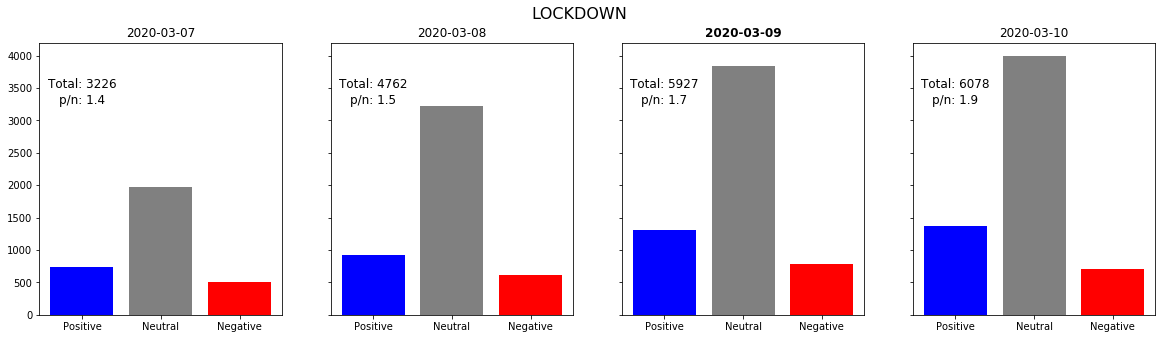 LOCKDOWN
2020-03-07
Total: 3226
p/n: 1.4
4000
3500
3000
2500
2000
1500
1000
500
0
Positive Neutral Negative
2020-03-08
Total: 4762
p/n: 1.5
Positive Neutral Negative
2020-03-09
Total: 5927
p/n: 1.7
Positive Neutral Negative
2020-03-10
Total: 6078
p/n: 1.9
Positive Neutral Negative